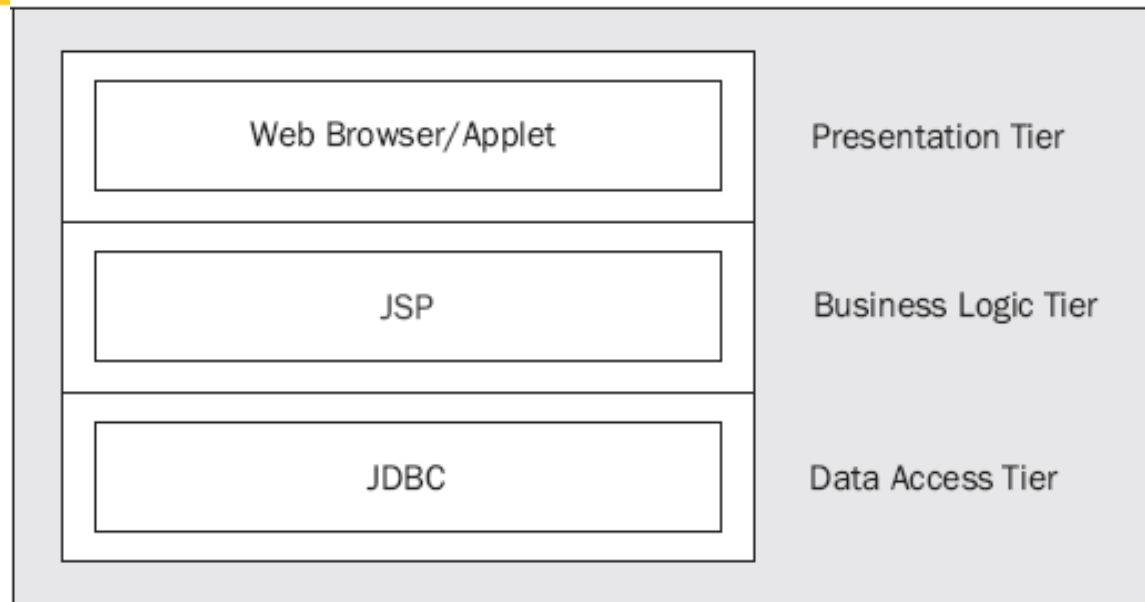 Web Browser/Applet
Presentation Tier
JSP
Business Logic Tier
JDBC
Data Access Tier